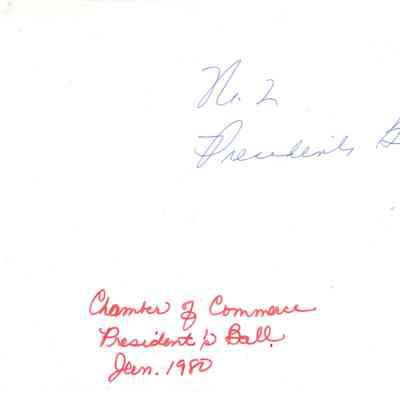 No. 2
Presidents B
Chamber of Commerce
President's Ball
Jan. 1980